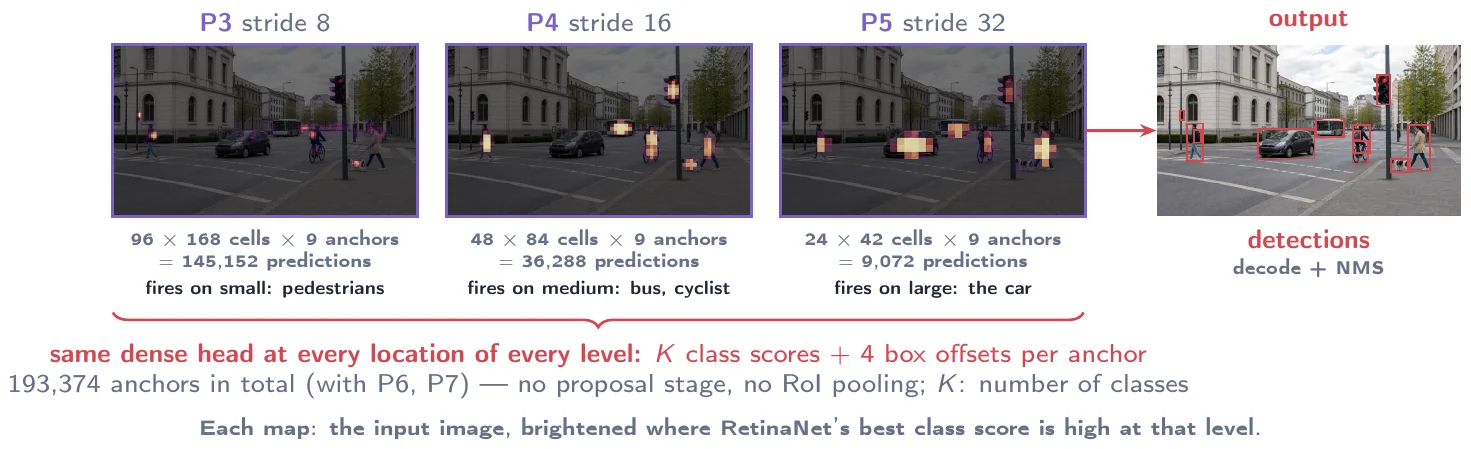 P3 stride 8
P4 stride 16
P5 stride 32
output
96 × 168 cells × 9 anchors
= 145,152 predictions
fires on small: pedestrians
48 × 84 cells × 9 anchors
= 36,288 predictions
fires on medium: bus, cyclist
24 × 42 cells × 9 anchors
= 9,072 predictions
fires on large: the car
detections
decode + NMS
same dense head at every location of every level: K class scores + 4 box offsets per anchor
193,374 anchors in total (with P6, P7) — no proposal stage, no RoI pooling; K: number of classes
Each map: the input image, brightened where RetinaNet's best class score is high at that level.